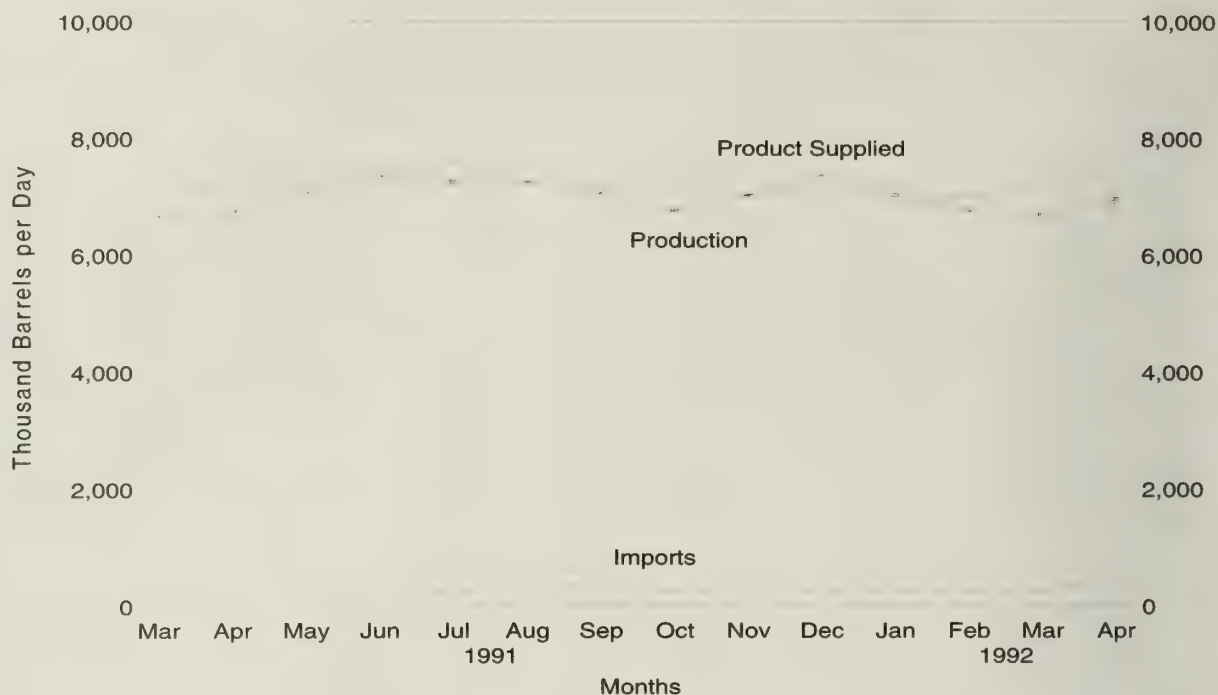 10,000 10,000
8,000 8,000
Product Supplied
Production
6,000 6,000
Thousand Barrels per Day
4,000 4,000
2,000 2,000
Imports
0 0
Mar Apr May Jun Jul Aug Sep Oct Nov Dec Jan Feb Mar Apr
1991 1992
Months